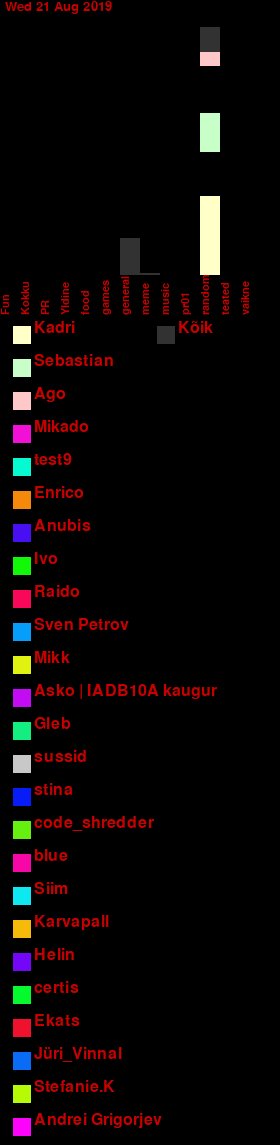 Wed 21 Aug 2019
Fun
Kokku
PR
Yldine
food
games
general
meme
music
pr01
random
teated
vaikne
Kadri
Kõik
Sebastian
Ago
Mikado
test9
Enrico
Anubis
Ivo
Raido
Sven Petrov
Mikk
Asko | IADB10A kaugur
Gleb
sussid
stina
code_shredder
blue
Siim
Karvapall
Helin
certis
Ekats
Jüri_Vinnal
Stefanie.K
Andrei Grigorjev